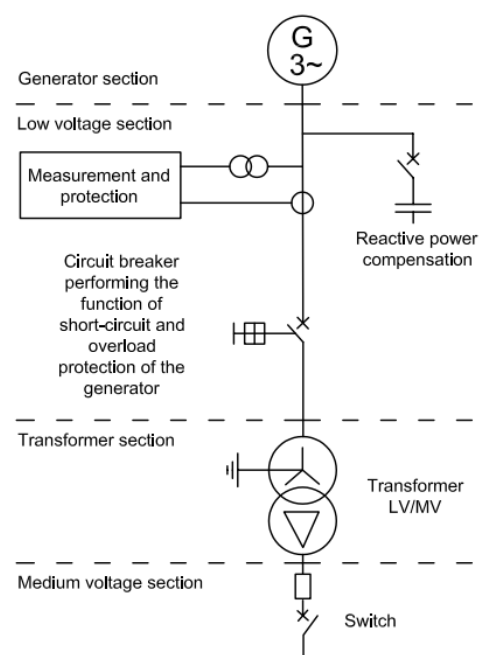 G
3~
Generator section
Low voltage section
Measurement and
protection
Reactive power
compensation
Circuit breaker
performing the
function of
short-circuit and
overload
protection of the
generator
Transformer section
Transformer
LV/MV
Medium voltage section
Switch